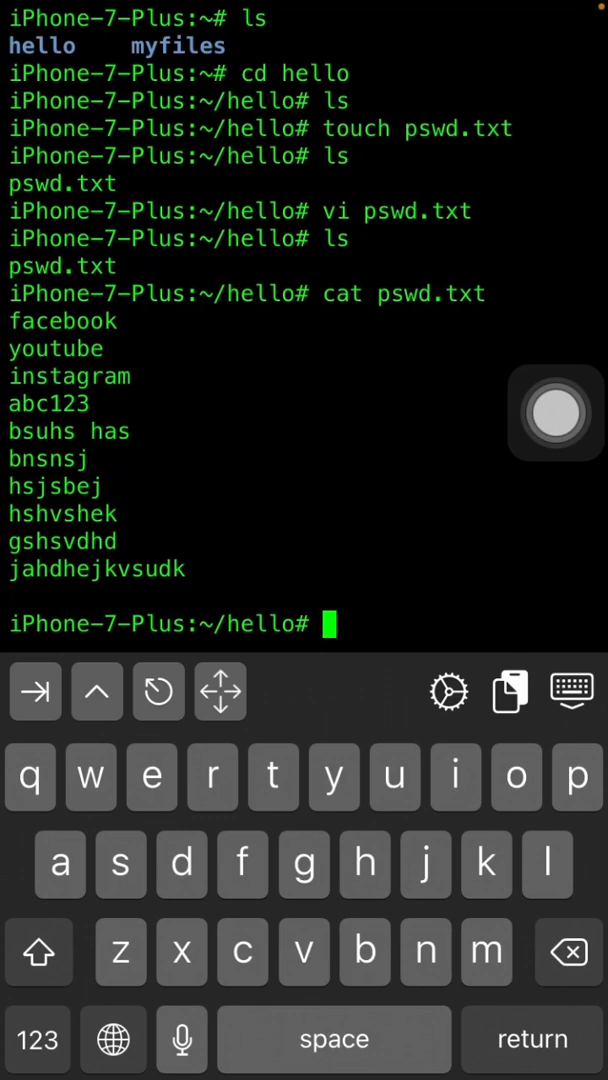 iPhone-7-Plus:~# ls
hello    myfiles
iPhone-7-Plus:~# cd hello
iPhone-7-Plus:~/hello# ls
iPhone-7-Plus:~/hello# touch pswd.txt
iPhone-7-Plus:~/hello# ls
pswd.txt
iPhone-7-Plus:~/hello# vi pswd.txt
iPhone-7-Plus:~/hello# ls
pswd.txt
iPhone-7-Plus:~/hello# cat pswd.txt
facebook
youtube
instagram
abc123
bsuhs has
bnsnsj
hsjsbej
hshvshek
gshsvdhd
jahdhejkvsudk
iPhone-7-Plus:~/hello#
q w e r t y u i o p
a s d f g h j k l
z x c v b n m
123 space return